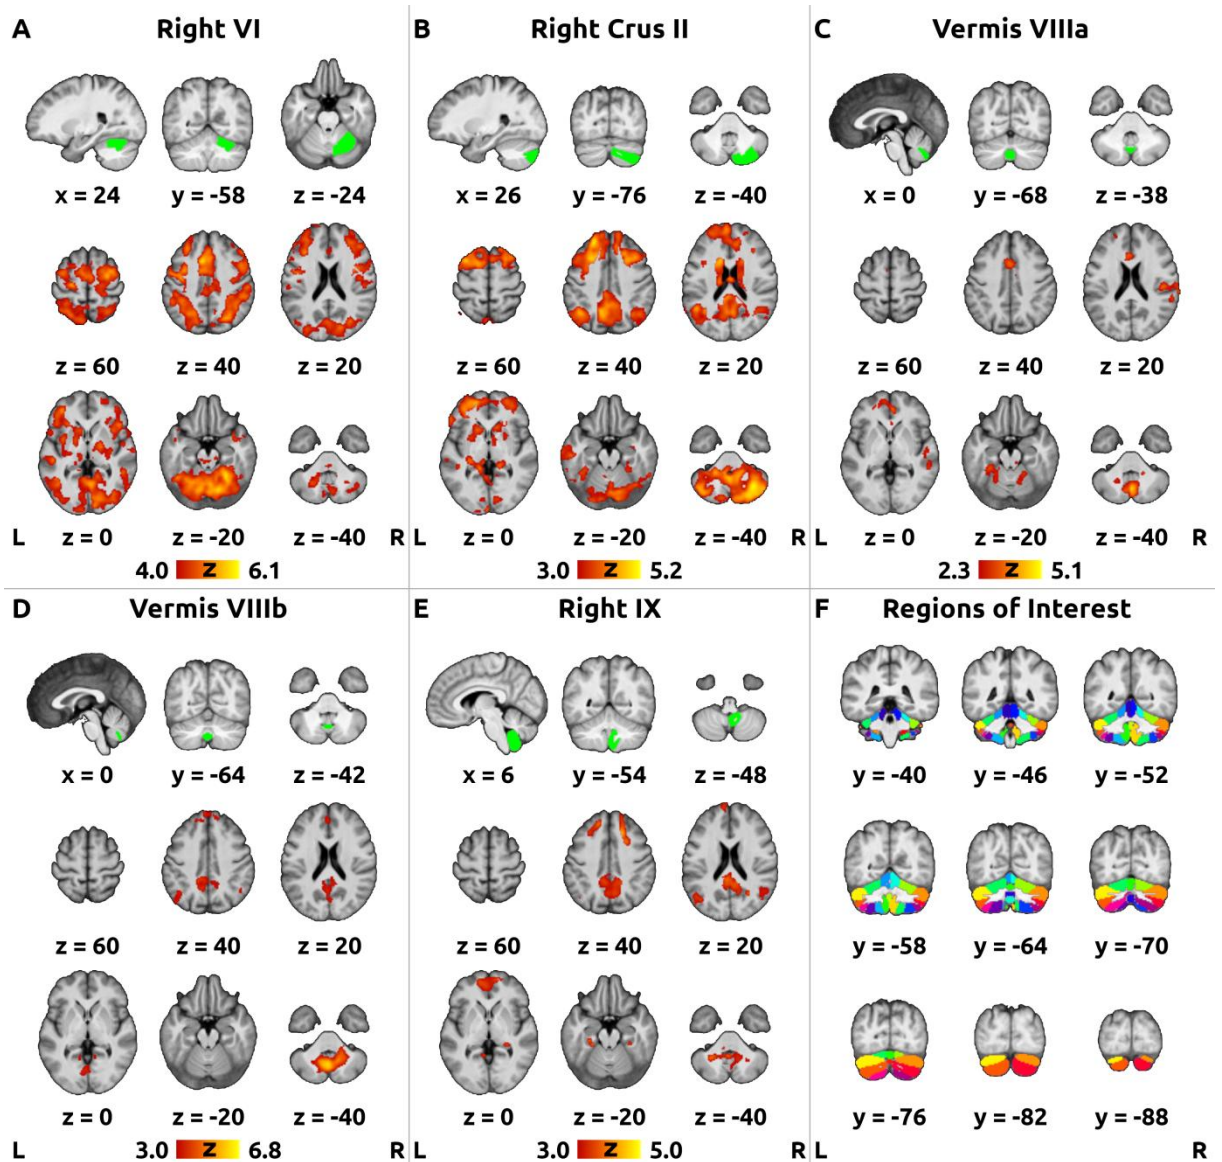 A Right VI
x = 24 y = -58 z = -24
z = 60 z = 40 z = 20
L z = 0 z = -20 z = -40 R
4.0 Z 6.1
B Right Crus II
x = 26 y = -76 z = -40
z = 60 z = 40 z = 20
L z = 0 z = -20 z = -40 R
3.0 Z 5.2
C Vermis VIIIa
x = 0 y = -68 z = -38
z = 60 z = 40 z = 20
L z = 0 z = -20 z = -40 R
2.3 Z 5.1
D Vermis VIIIb
x = 0 y = -64 z = -42
z = 60 z = 40 z = 20
z = 0 z = -20 z = -40
L 3.0 Z 6.8 R
E Right IX
x = 6 y = -54 z = -48
z = 60 z = 40 z = 20
z = 0 z = -20 z = -40
L 3.0 Z 5.0 R
F Regions of Interest
y = -40 y = -46 y = -52
y = -58 y = -64 y = -70
y = -76 y = -82 y = -88
L R